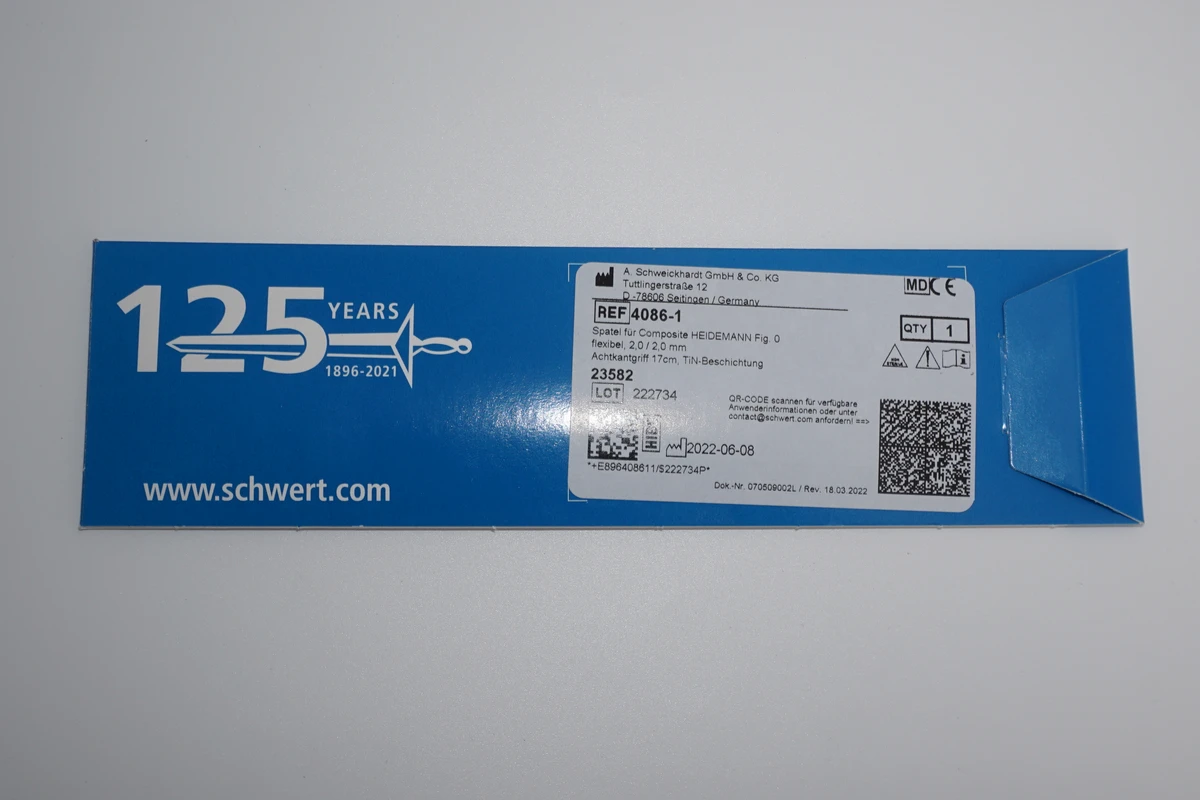 125
YEARS
1896-2021
www.schwert.com
A. Schweickhardt GmbH & Co. KG
Tuttlingerstraße 12
D -78606 Seitingen / Germany
MD CE
REF 4086-1
QTY 1
Spatel für Composite HEIDEMANN Fig. 0
flexibel, 2,0 / 2,0 mm
Achtkantgriff 17cm, TiN-Beschichtung
23582
LOT 222734
QR-CODE scannen für verfügbare
Anwenderinformationen oder unter
contact@schwert.com anfordern! ==>
HIBC
2022-06-08
*+E896408611/$222734P*
Dok.-Nr. 070509002L / Rev. 18.03.2022